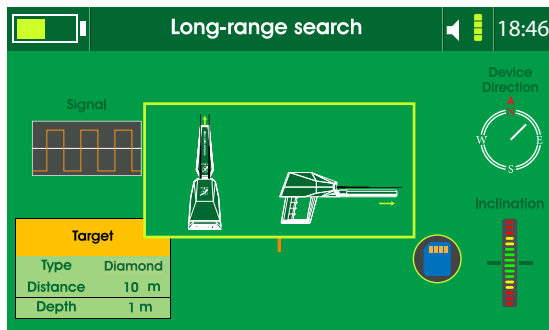 Long-range search
18:46
Signal
Device
Direction
W
E
S
Inclination
Target
Type Diamond
Distance 10 m
Depth 1 m